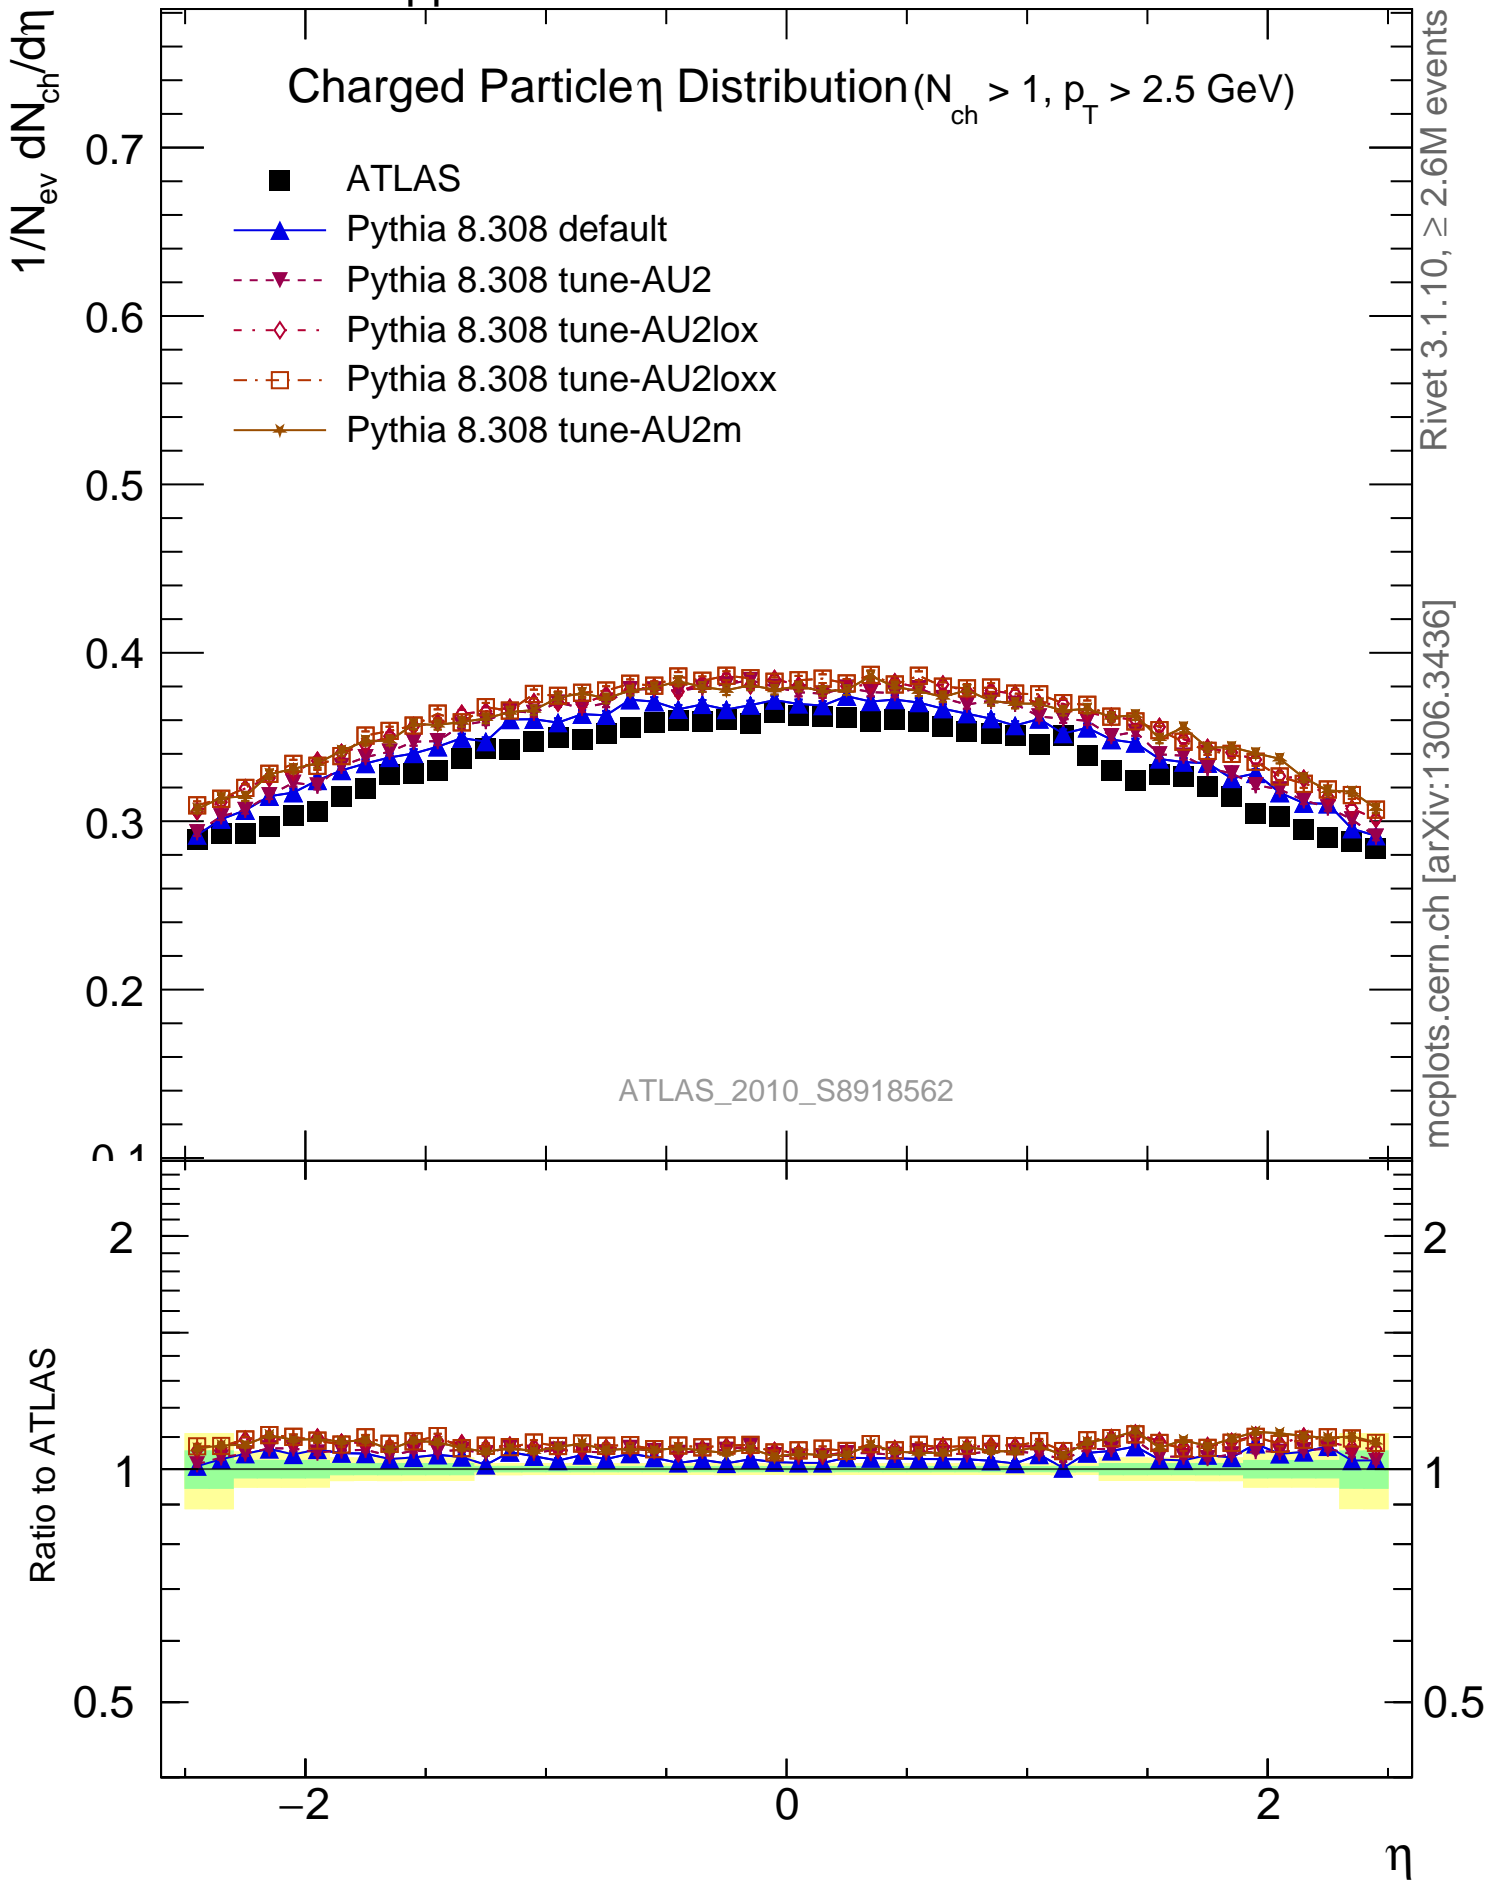 1/N_ev dN_ch/dη
Charged Particle η Distribution (N_ch > 1, p_T > 2.5 GeV)
ATLAS
Pythia 8.308 default
Pythia 8.308 tune-AU2
Pythia 8.308 tune-AU2lox
Pythia 8.308 tune-AU2loxx
Pythia 8.308 tune-AU2m
0.7
0.6
0.5
0.4
0.3
0.2
0.1
ATLAS_2010_S8918562
Rivet 3.1.10, ≥ 2.6M events
mcplots.cern.ch [arXiv:1306.3436]
Ratio to ATLAS
2
1
0.5
2
1
0.5
−2
0
2
η